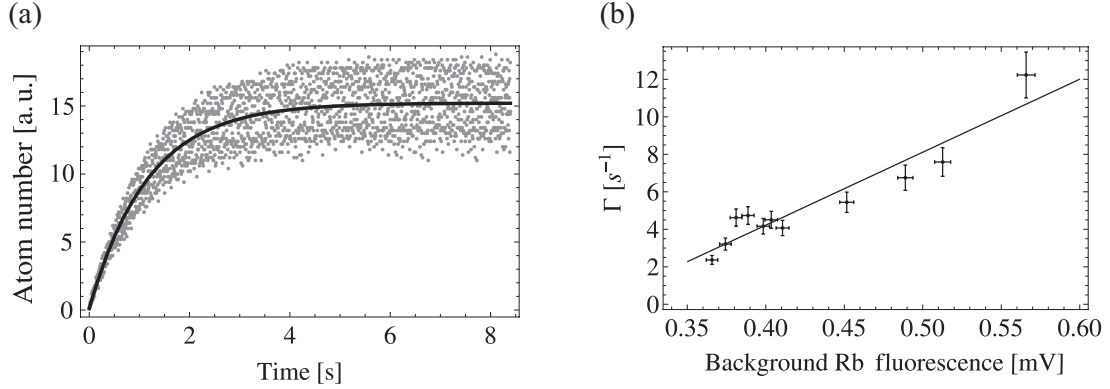 (a)
Atom number [a. u.]
15
10
5
0
0 2 4 6 8
Time [s]
(b)
Γ [s⁻¹]
12
10
8
6
4
2
0
0.35 0.40 0.45 0.50 0.55 0.60
Background Rb fluorescence [mV]